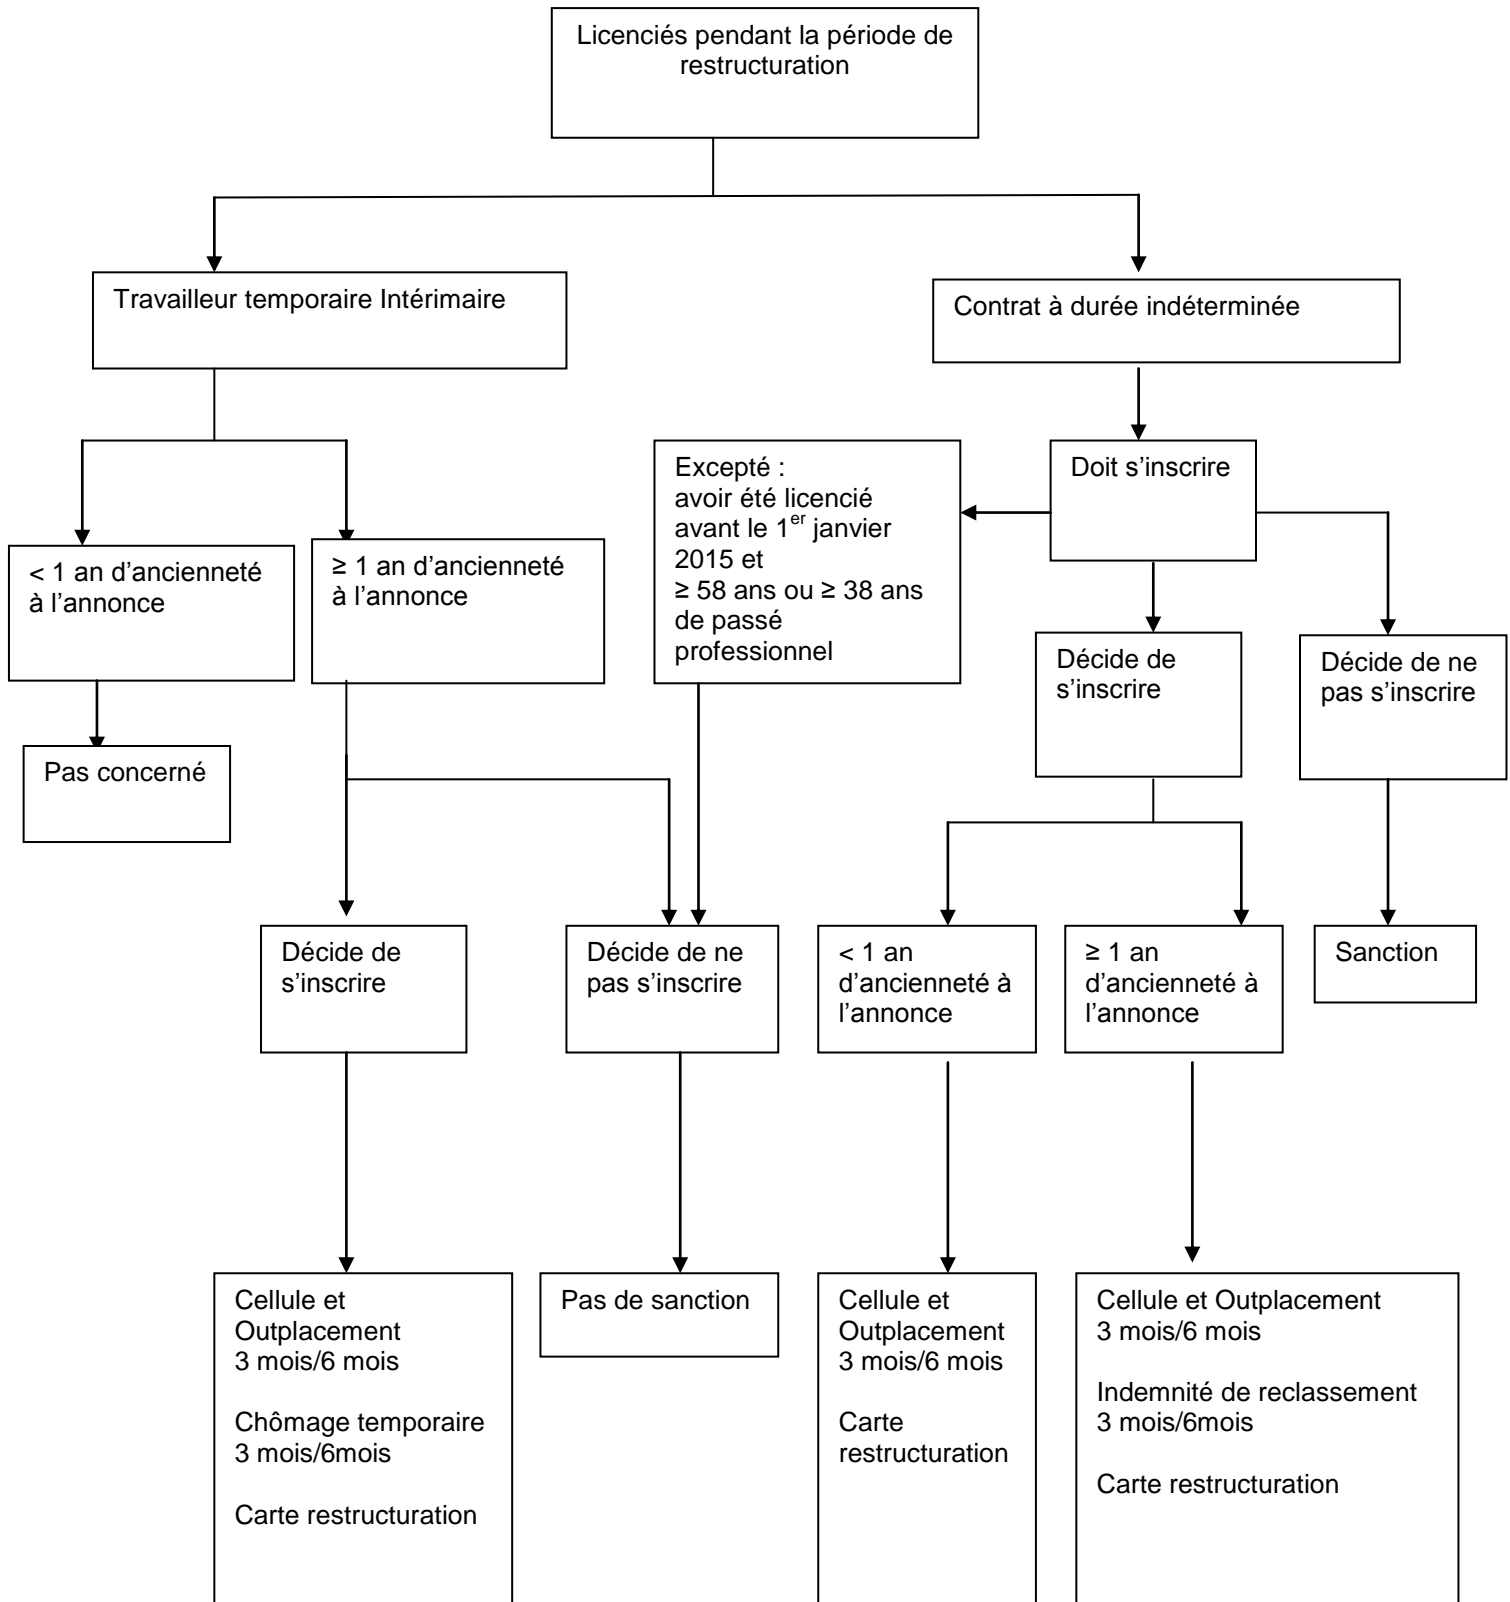 Licenciés pendant la période de
restructuration
Travailleur temporaire Intérimaire
Contrat à durée indéterminée
Excepté :
avoir été licencié
avant le 1er janvier
2015 et
≥ 58 ans ou ≥ 38 ans
de passé
professionnel
Doit s’inscrire
< 1 an d’ancienneté
à l’annonce
≥ 1 an d’ancienneté
à l’annonce
Décide de
s’inscrire
Décide de ne
pas s’inscrire
Pas concerné
Décide de
s’inscrire
Décide de ne
pas s’inscrire
< 1 an
d’ancienneté à
l’annonce
≥ 1 an
d’ancienneté à
l’annonce
Sanction
Cellule et
Outplacement
3 mois/6 mois
Chômage temporaire
3 mois/6mois
Carte restructuration
Pas de sanction
Cellule et
Outplacement
3 mois/6 mois
Carte
restructuration
Cellule et Outplacement
3 mois/6 mois
Indemnité de reclassement
3 mois/6mois
Carte restructuration